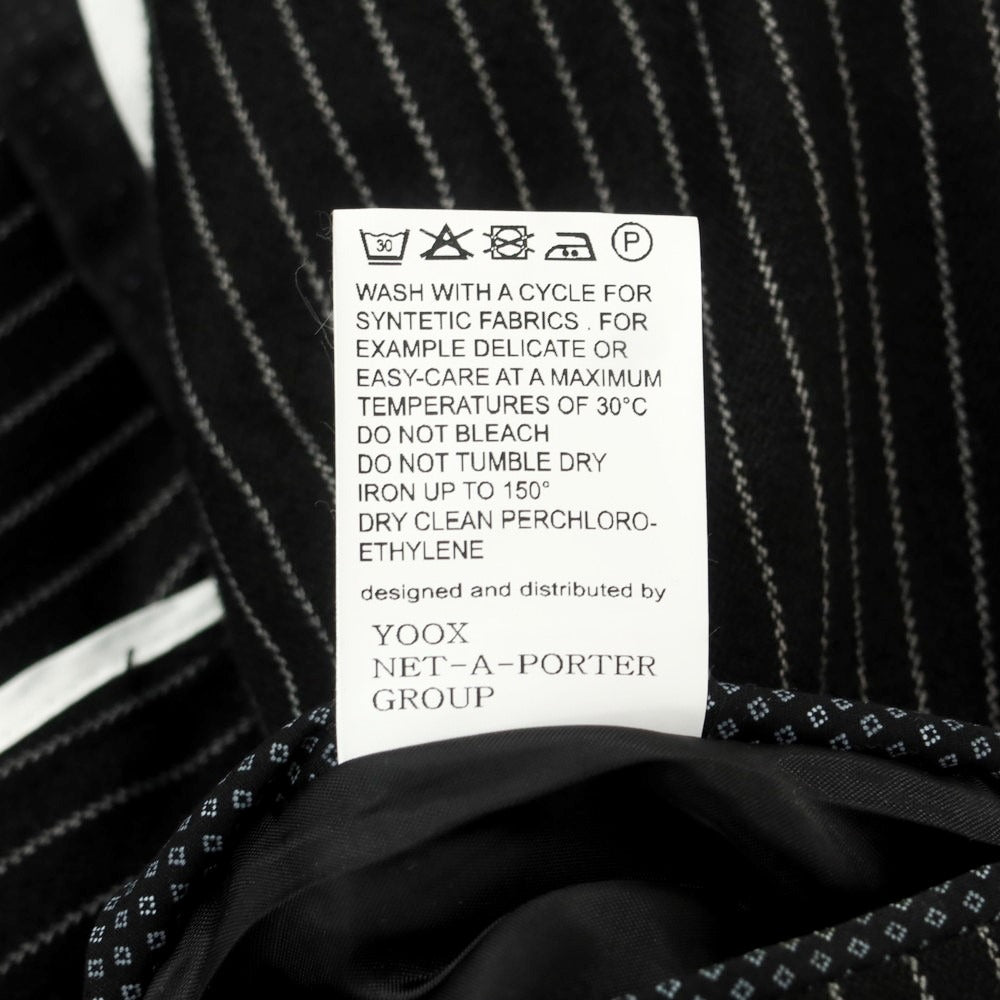 30 P
WASH WITH A CYCLE FOR
SYNTETIC FABRICS . FOR
EXAMPLE DELICATE OR
EASY-CARE AT A MAXIMUM
TEMPERATURES OF 30°C
DO NOT BLEACH
DO NOT TUMBLE DRY
IRON UP TO 150°
DRY CLEAN PERCHLORO-
ETHYLENE
designed and distributed by
YOOX
NET-A-PORTER
GROUP